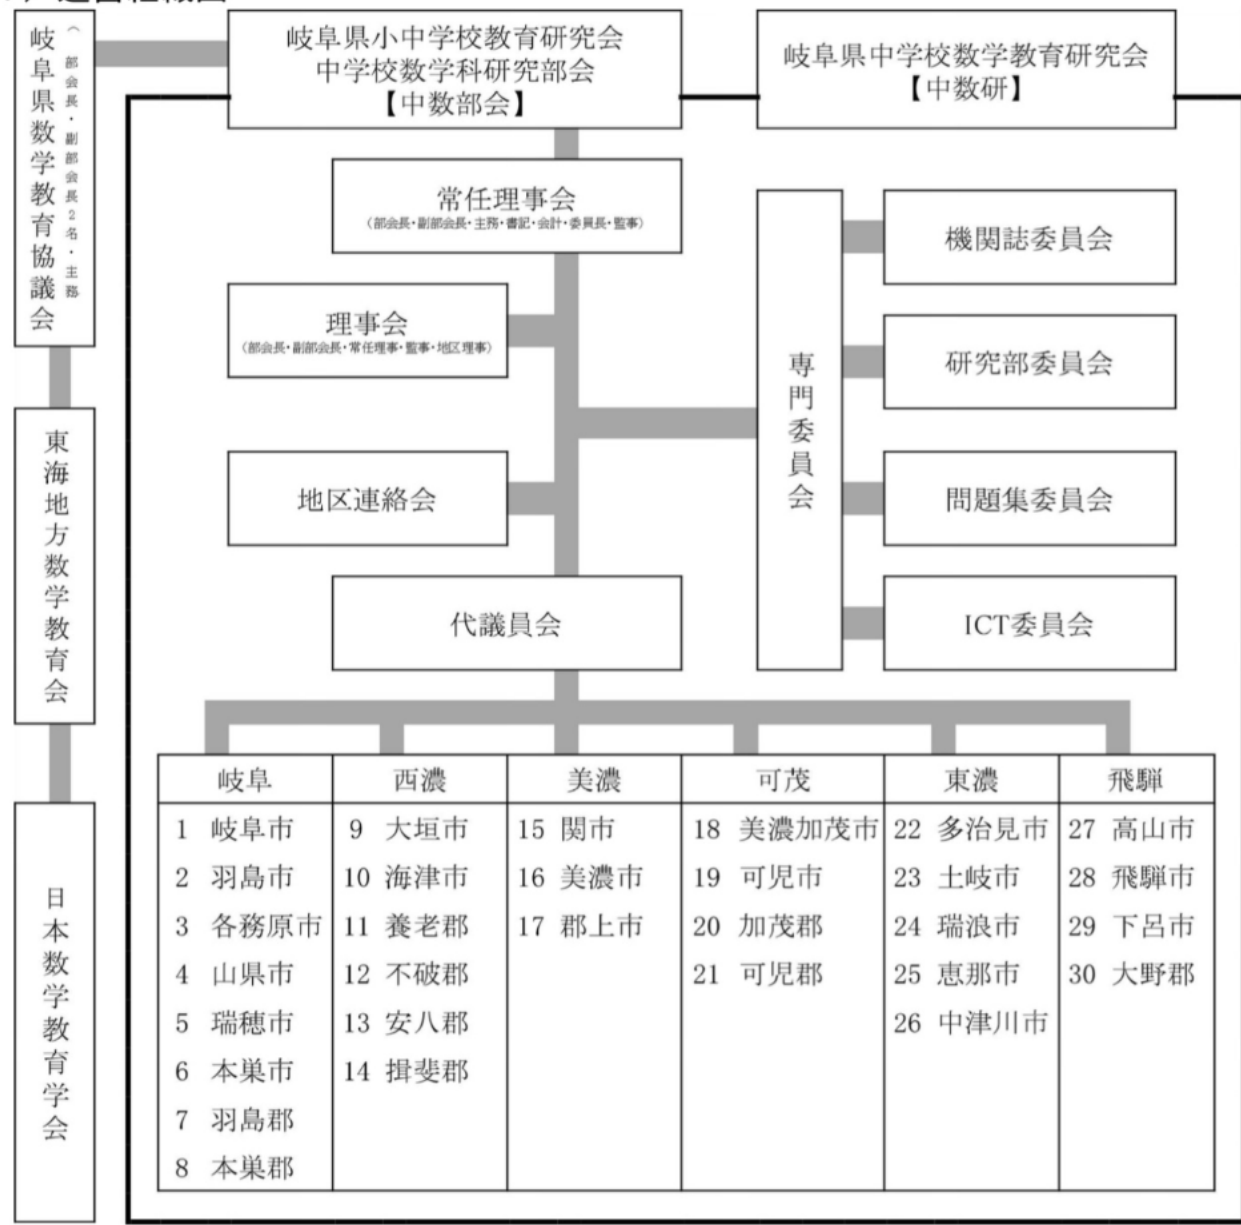 岐阜県数学教育協議会
（部会長・副部会長2名・主務
東海地方数学教育会
日本数学教育学会
岐阜県小中学校教育研究会
中学校数学科研究部会
【中数部会】
岐阜県中学校数学教育研究会
【中数研】
常任理事会
（部会長・副部会長・主務・書記・会計・委員長・監事）
理事会
（部会長・副部会長・常任理事・監事・地区理事）
地区連絡会
代議員会
専門委員会
機関誌委員会
研究部委員会
問題集委員会
ICT委員会
岐阜
1 岐阜市
2 羽島市
3 各務原市
4 山県市
5 瑞穂市
6 本巣市
7 羽島郡
8 本巣郡
西濃
9 大垣市
10 海津市
11 養老郡
12 不破郡
13 安八郡
14 揖斐郡
美濃
15 関市
16 美濃市
17 郡上市
可茂
18 美濃加茂市
19 可児市
20 加茂郡
21 可児郡
東濃
22 多治見市
23 土岐市
24 瑞浪市
25 恵那市
26 中津川市
飛騨
27 高山市
28 飛騨市
29 下呂市
30 大野郡